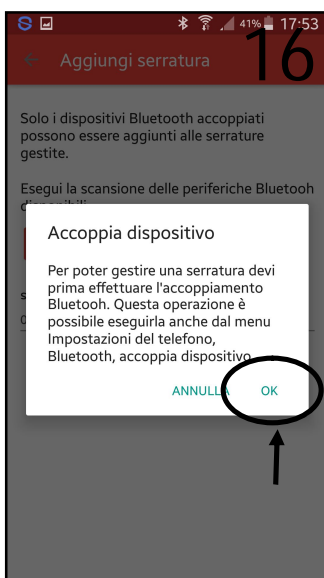 41% 17:53
16
Aggiungi serratura
Solo i dispositivi Bluetooth accoppiati
possono essere aggiunti alle serrature
gestite.
Esegui la scansione delle periferiche Bluetooh
Accoppia dispositivo
Per poter gestire una serratura devi
prima effettuare l'accoppiamento
Bluetooh. Questa operazione è
possibile eseguirla anche dal menu
Impostazioni del telefono,
Bluetooth, accoppia dispositivo.
ANNULLA OK